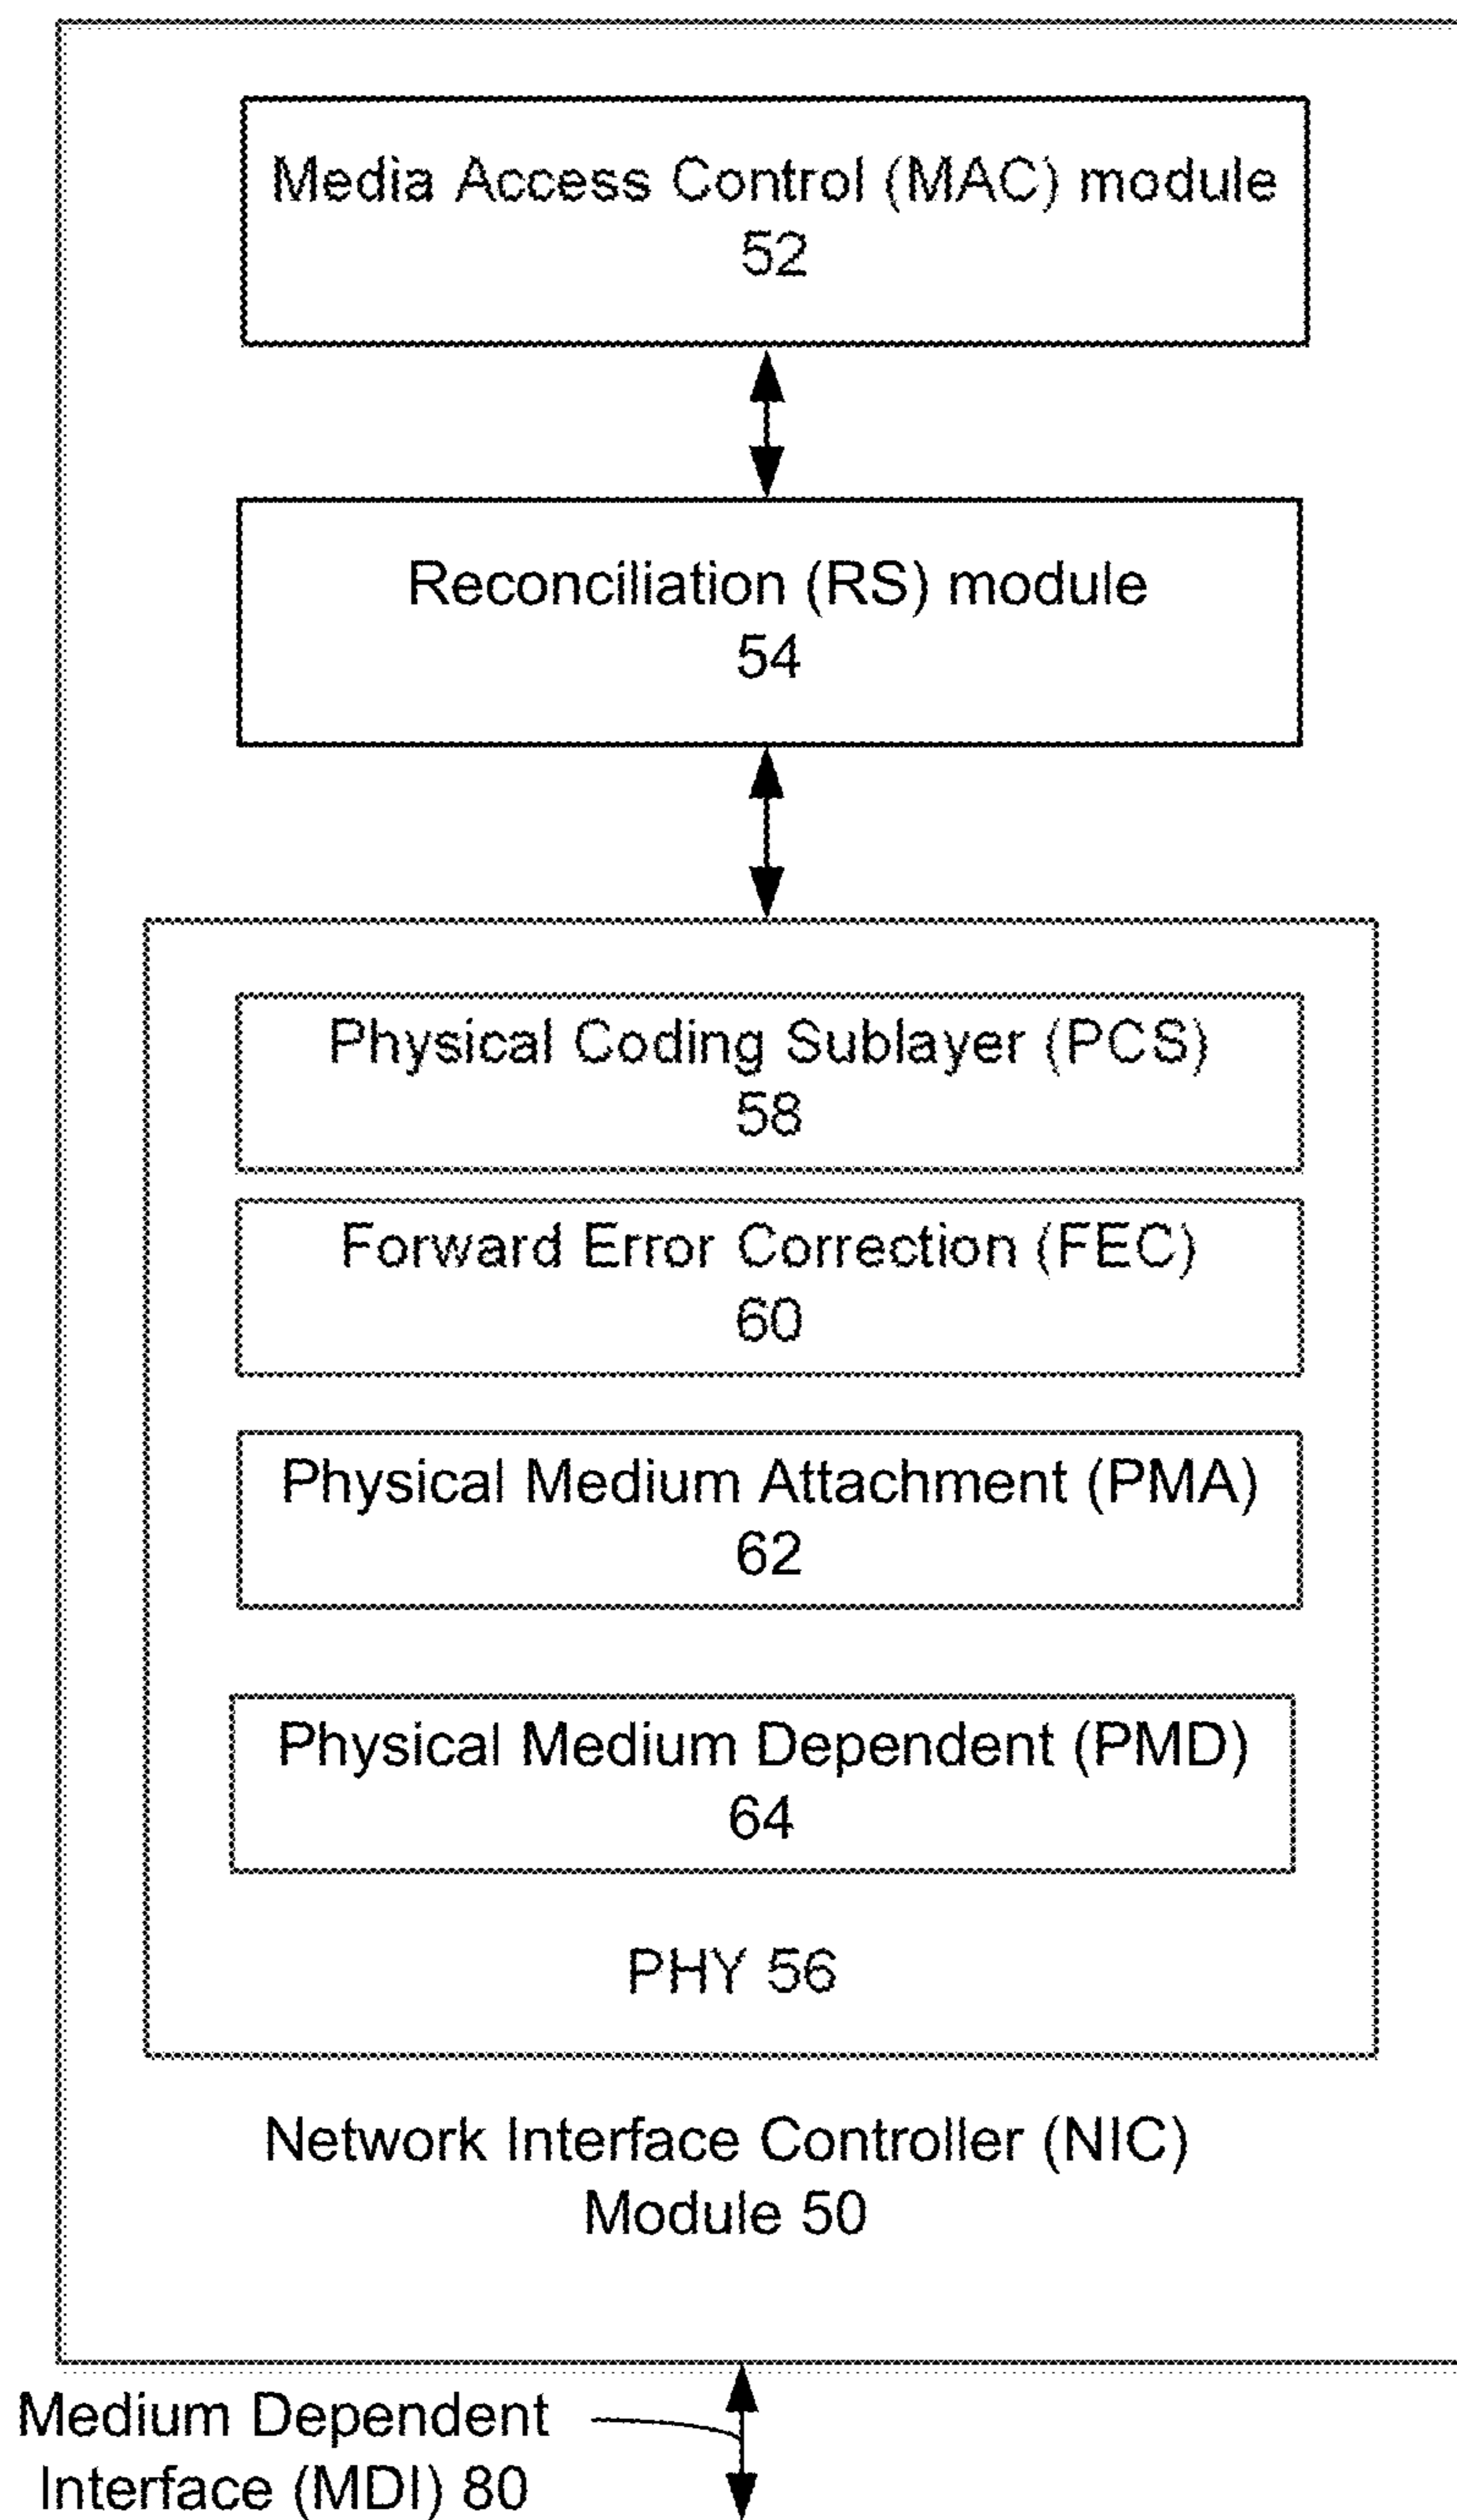 Media Access Control (MAC) module
52
Reconciliation (RS) module
54
Physical Coding Sublayer (PCS)
58
Forward Error Correction (FEC)
60
Physical Medium Attachment (PMA)
62
Physical Medium Dependent (PMD)
64
PHY 56
Network Interface Controller (NIC)
Module 50
Medium Dependent
Interface (MDI) 80